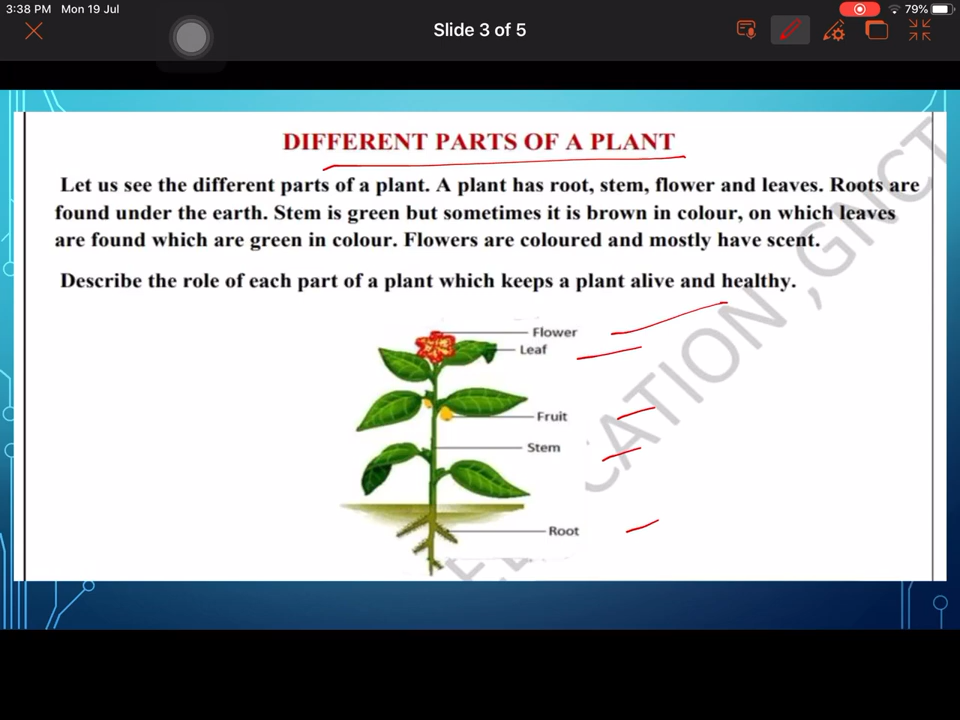 3:38 PM Mon 19 Jul
79%
Slide 3 of 5
DIFFERENT PARTS OF A PLANT
Let us see the different parts of a plant. A plant has root, stem, flower and leaves. Roots are
found under the earth. Stem is green but sometimes it is brown in colour, on which leaves
are found which are green in colour. Flowers are coloured and mostly have scent.
Describe the role of each part of a plant which keeps a plant alive and healthy.
Flower
Leaf
Fruit
Stem
Root
CATION ,GNCT